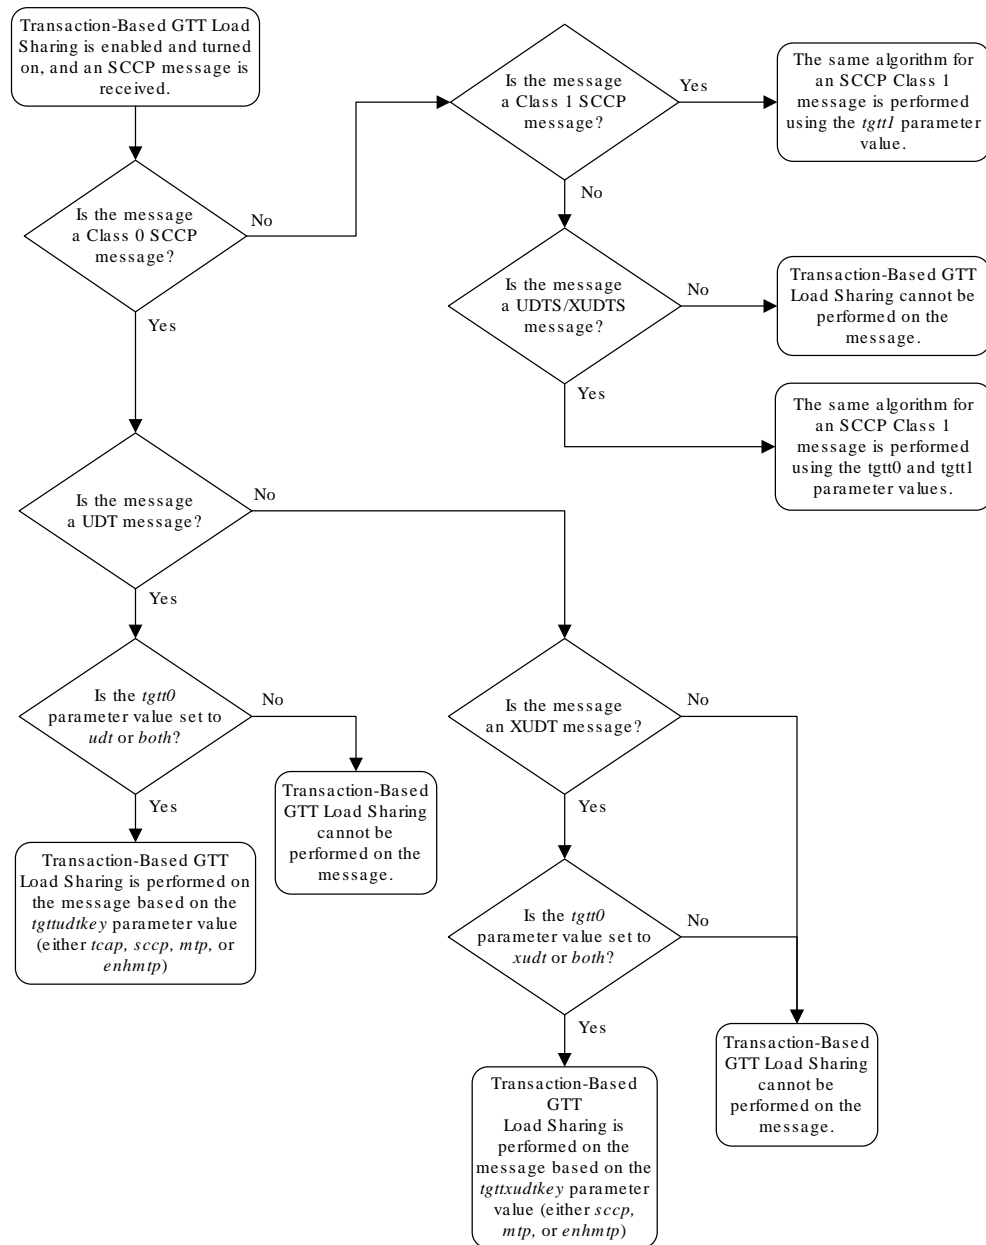 Transaction-Based GTT Load
Sharing is enabled and turned
on, and an SCCP message is
received.
Is the message
a Class 0 SCCP
message?
No
Yes
Is the message
a Class 1 SCCP
message?
Yes
No
The same algorithm for
an SCCP Class 1
message is performed
using the tgtt1 parameter
value.
Is the message
a UDTS/XUDTS
message?
No
Yes
Transaction-Based GTT
Load Sharing cannot be
performed on the
message.
The same algorithm for
an SCCP Class 1
message is performed
using the tgtt0 and tgtt1
parameter values.
Is the message
a UDT message?
No
Yes
Is the tgtt0
parameter value set to
udt or both?
No
Yes
Transaction-Based
GTT Load Sharing
cannot be
performed on the
message.
Transaction-Based GTT
Load Sharing is performed on
the message based on the
tgttudtkey parameter value
(either tcap, sccp, mtp, or
enhmtp)
Is the message
an XUDT message?
No
Yes
Is the tgtt0
parameter value set to
xudt or both?
No
Yes
Transaction-Based
GTT Load Sharing
cannot be
performed on the
message.
Transaction-Based
GTT
Load Sharing is
performed on the
message based on the
tgttxudtkey parameter
value (either sccp,
mtp, or enhmtp)